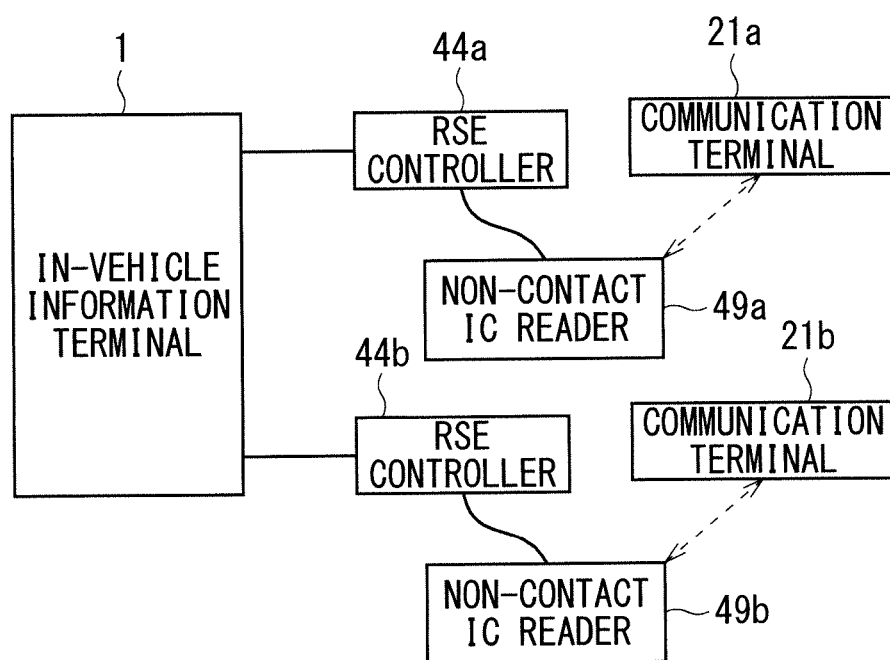 1
44a
21a
RSE
CONTROLLER
COMMUNICATION
TERMINAL
IN-VEHICLE
INFORMATION
TERMINAL
NON-CONTACT
IC READER
49a
44b
21b
RSE
CONTROLLER
COMMUNICATION
TERMINAL
NON-CONTACT
IC READER
49b